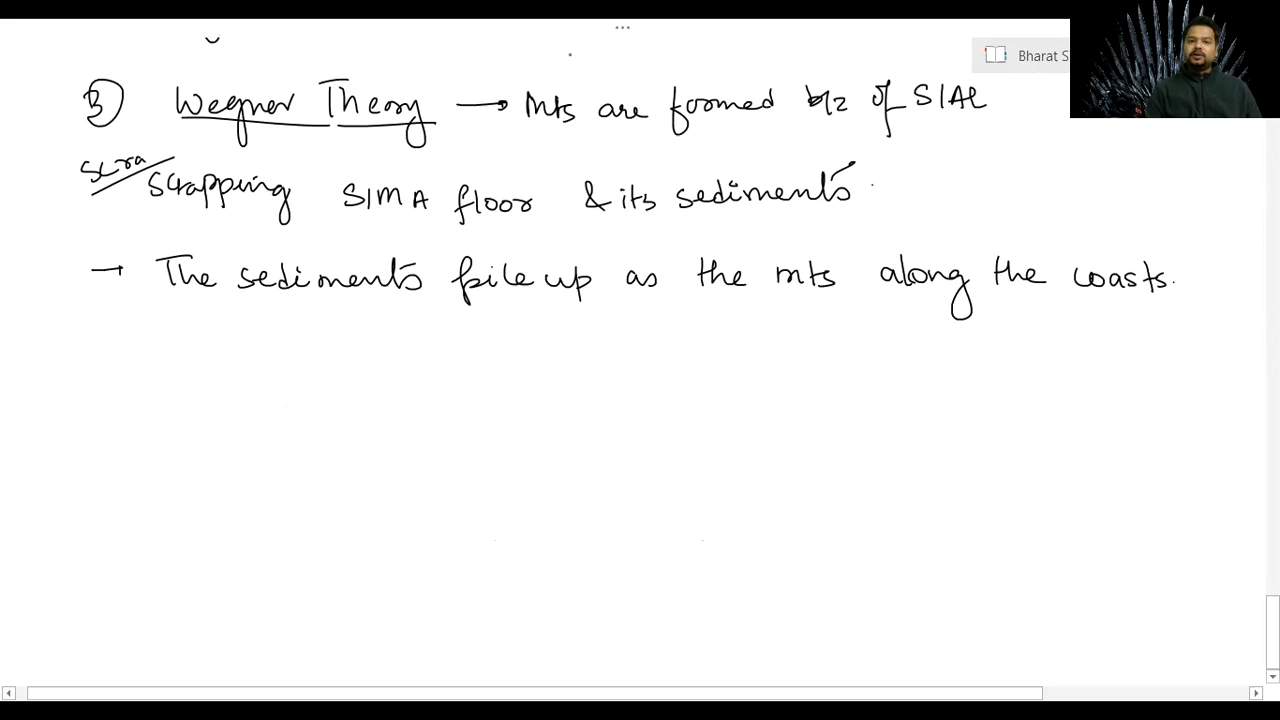 Bharat S
3 Wegner Theory → Mts are formed b/z of SIAL
scra
Scrapping SIMA floor & its sediments.
→ The sediments pile up as the mts along the coasts.